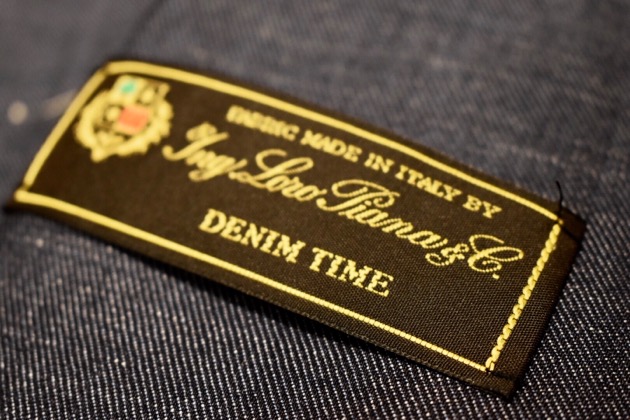 FABRIC MADE IN ITALY BY
Ing. Loro Piana & C.
DENIM TIME